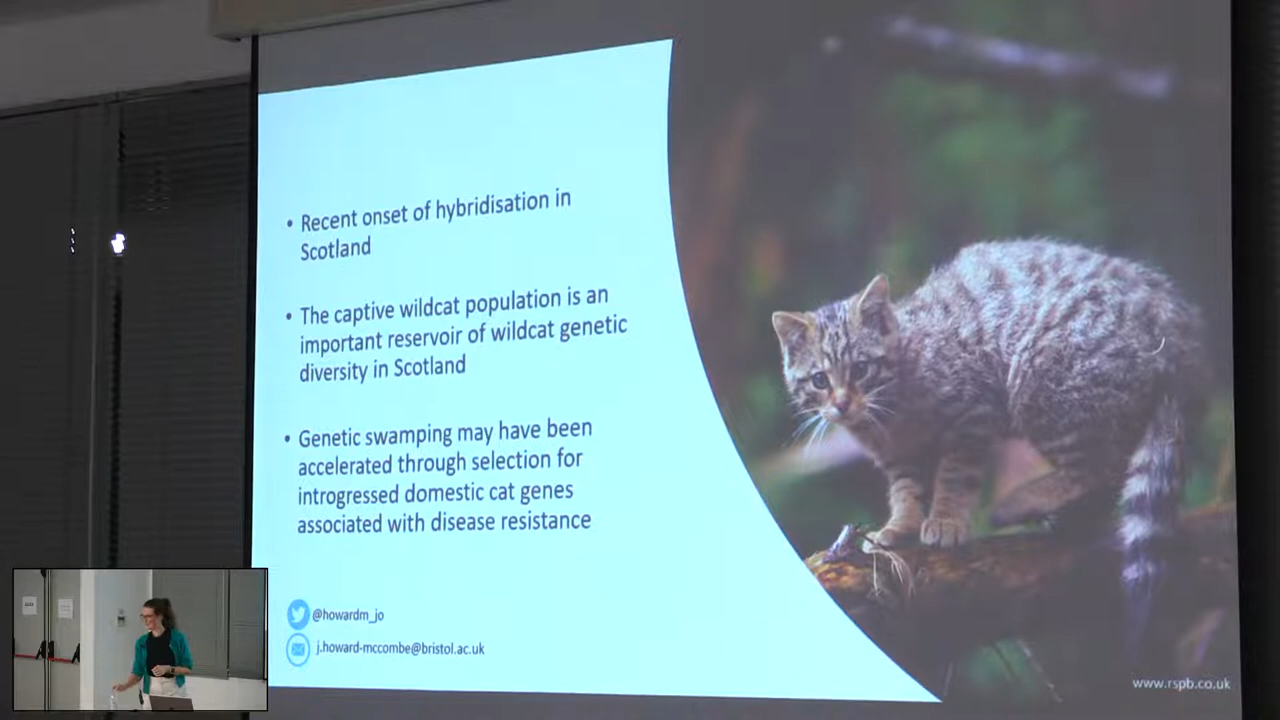 • Recent onset of hybridisation in
Scotland
• The captive wildcat population is an
important reservoir of wildcat genetic
diversity in Scotland
• Genetic swamping may have been
accelerated through selection for
introgressed domestic cat genes
associated with disease resistance
@howardm_jo
j.howard-mccombe@bristol.ac.uk
www.rspb.co.uk